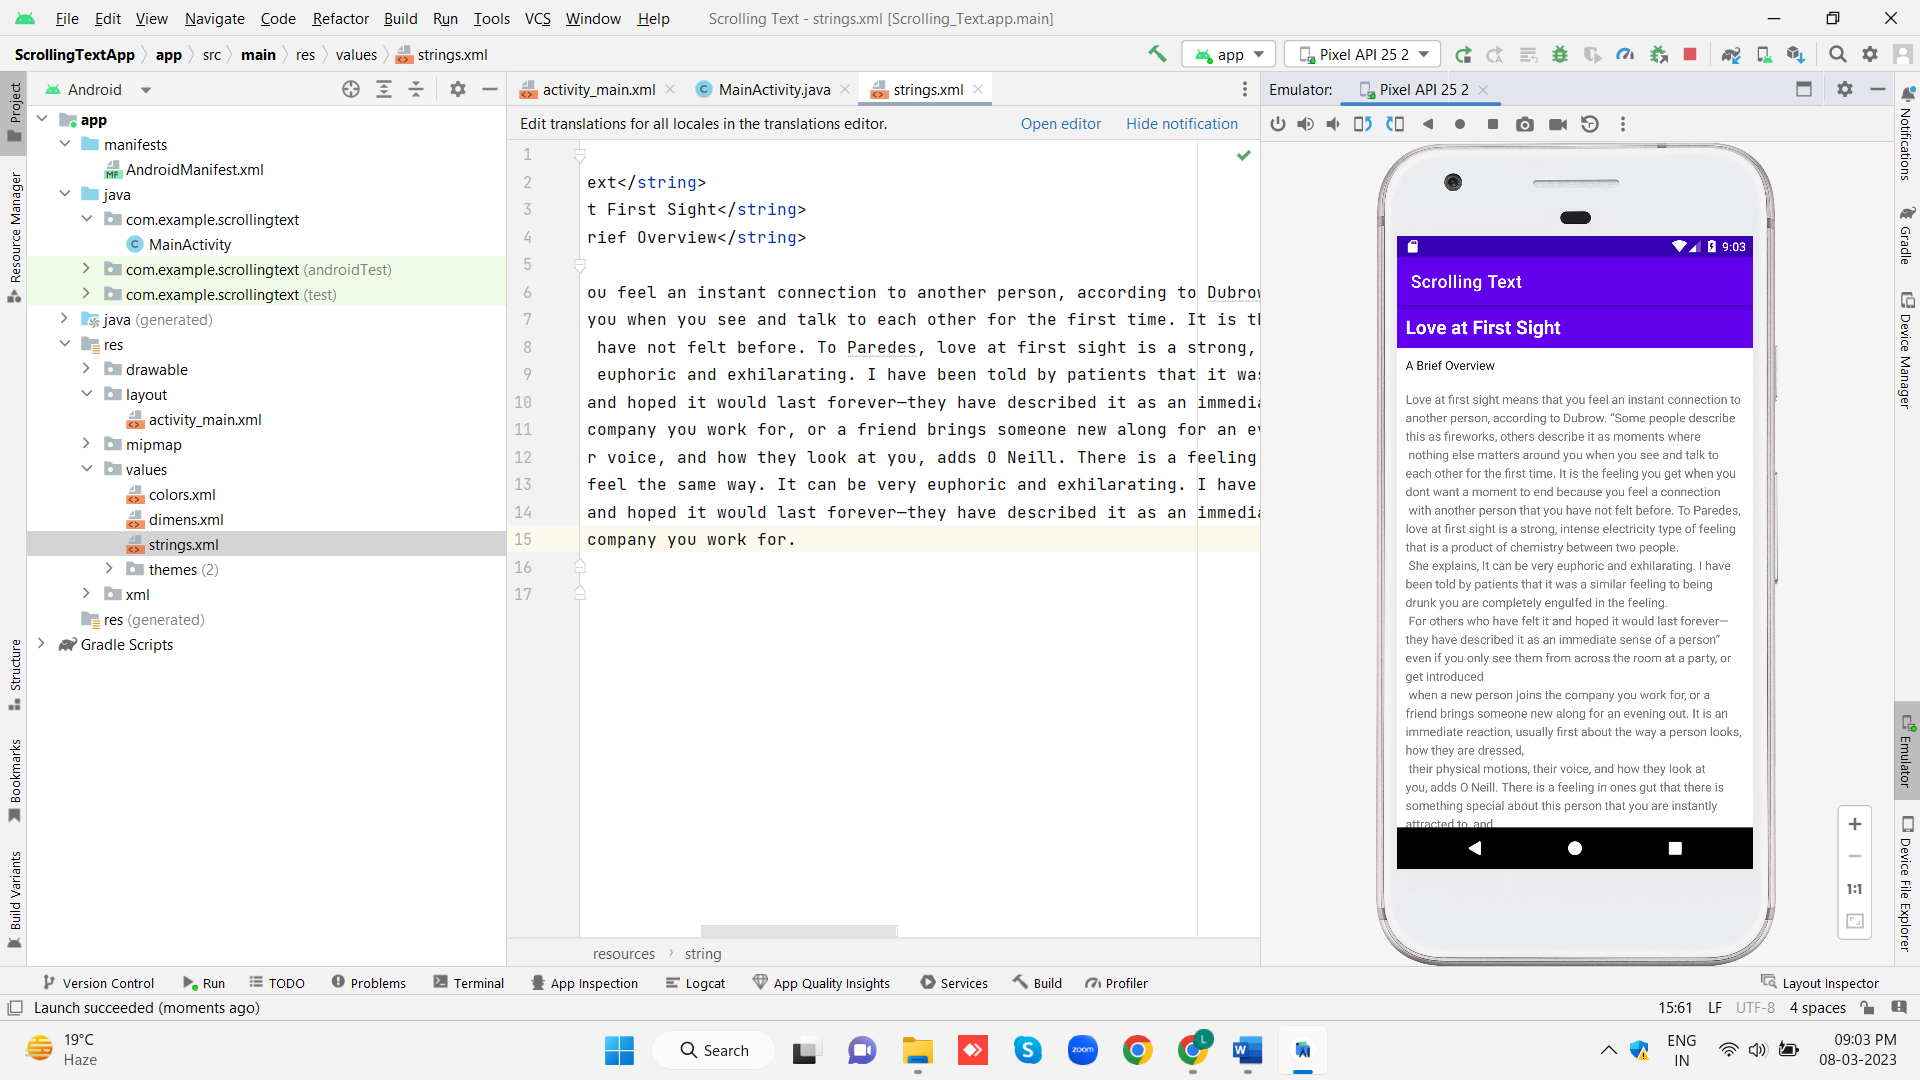 File Edit View Navigate Code Refactor Build Run Tools VCS Window Help Scrolling Text - strings.xml [Scrolling_Text.app.main]
ScrollingTextApp app src main res values strings.xml app Pixel API 25 2
Project
Resource Manager
Structure
Bookmarks
Build Variants
Android
app
manifests
AndroidManifest.xml
java
com.example.scrollingtext
MainActivity
com.example.scrollingtext (androidTest)
com.example.scrollingtext (test)
java (generated)
res
drawable
layout
activity_main.xml
mipmap
values
colors.xml
dimens.xml
strings.xml
themes (2)
xml
res (generated)
Gradle Scripts
activity_main.xml MainActivity.java strings.xml
Edit translations for all locales in the translations editor. Open editor Hide notification
1
2 ext</string>
3 t First Sight</string>
4 rief Overview</string>
5
6 ou feel an instant connection to another person, according to Dubrow
7 you when you see and talk to each other for the first time. It is th
8 have not felt before. To Paredes, love at first sight is a strong,
9 euphoric and exhilarating. I have been told by patients that it was
10 and hoped it would last forever—they have described it as an immedia
11 company you work for, or a friend brings someone new along for an ev
12 r voice, and how they look at you, adds O Neill. There is a feeling
13 feel the same way. It can be very euphoric and exhilarating. I have
14 and hoped it would last forever—they have described it as an immedia
15 company you work for.
16
17
resources string
Emulator: Pixel API 25 2
9:03
Scrolling Text
Love at First Sight
A Brief Overview
Love at first sight means that you feel an instant connection to
another person, according to Dubrow. “Some people describe
this as fireworks, others describe it as moments where
nothing else matters around you when you see and talk to
each other for the first time. It is the feeling you get when you
dont want a moment to end because you feel a connection
with another person that you have not felt before. To Paredes,
love at first sight is a strong, intense electricity type of feeling
that is a product of chemistry between two people.
She explains, It can be very euphoric and exhilarating. I have
been told by patients that it was a similar feeling to being
drunk you are completely engulfed in the feeling.
For others who have felt it and hoped it would last forever—
they have described it as an immediate sense of a person”
even if you only see them from across the room at a party, or
get introduced
when a new person joins the company you work for, or a
friend brings someone new along for an evening out. It is an
immediate reaction, usually first about the way a person looks,
how they are dressed,
their physical motions, their voice, and how they look at
you, adds O Neill. There is a feeling in ones gut that there is
something special about this person that you are instantly
attracted to, and
1:1
Notifications
Gradle
Device Manager
Emulator
Device File Explorer
Version Control Run TODO Problems Terminal App Inspection Logcat App Quality Insights Services Build Profiler Layout Inspector
Launch succeeded (moments ago) 15:61 LF UTF-8 4 spaces
19°C
Haze
Search
zoom
L
ENG
IN
09:03 PM
08-03-2023